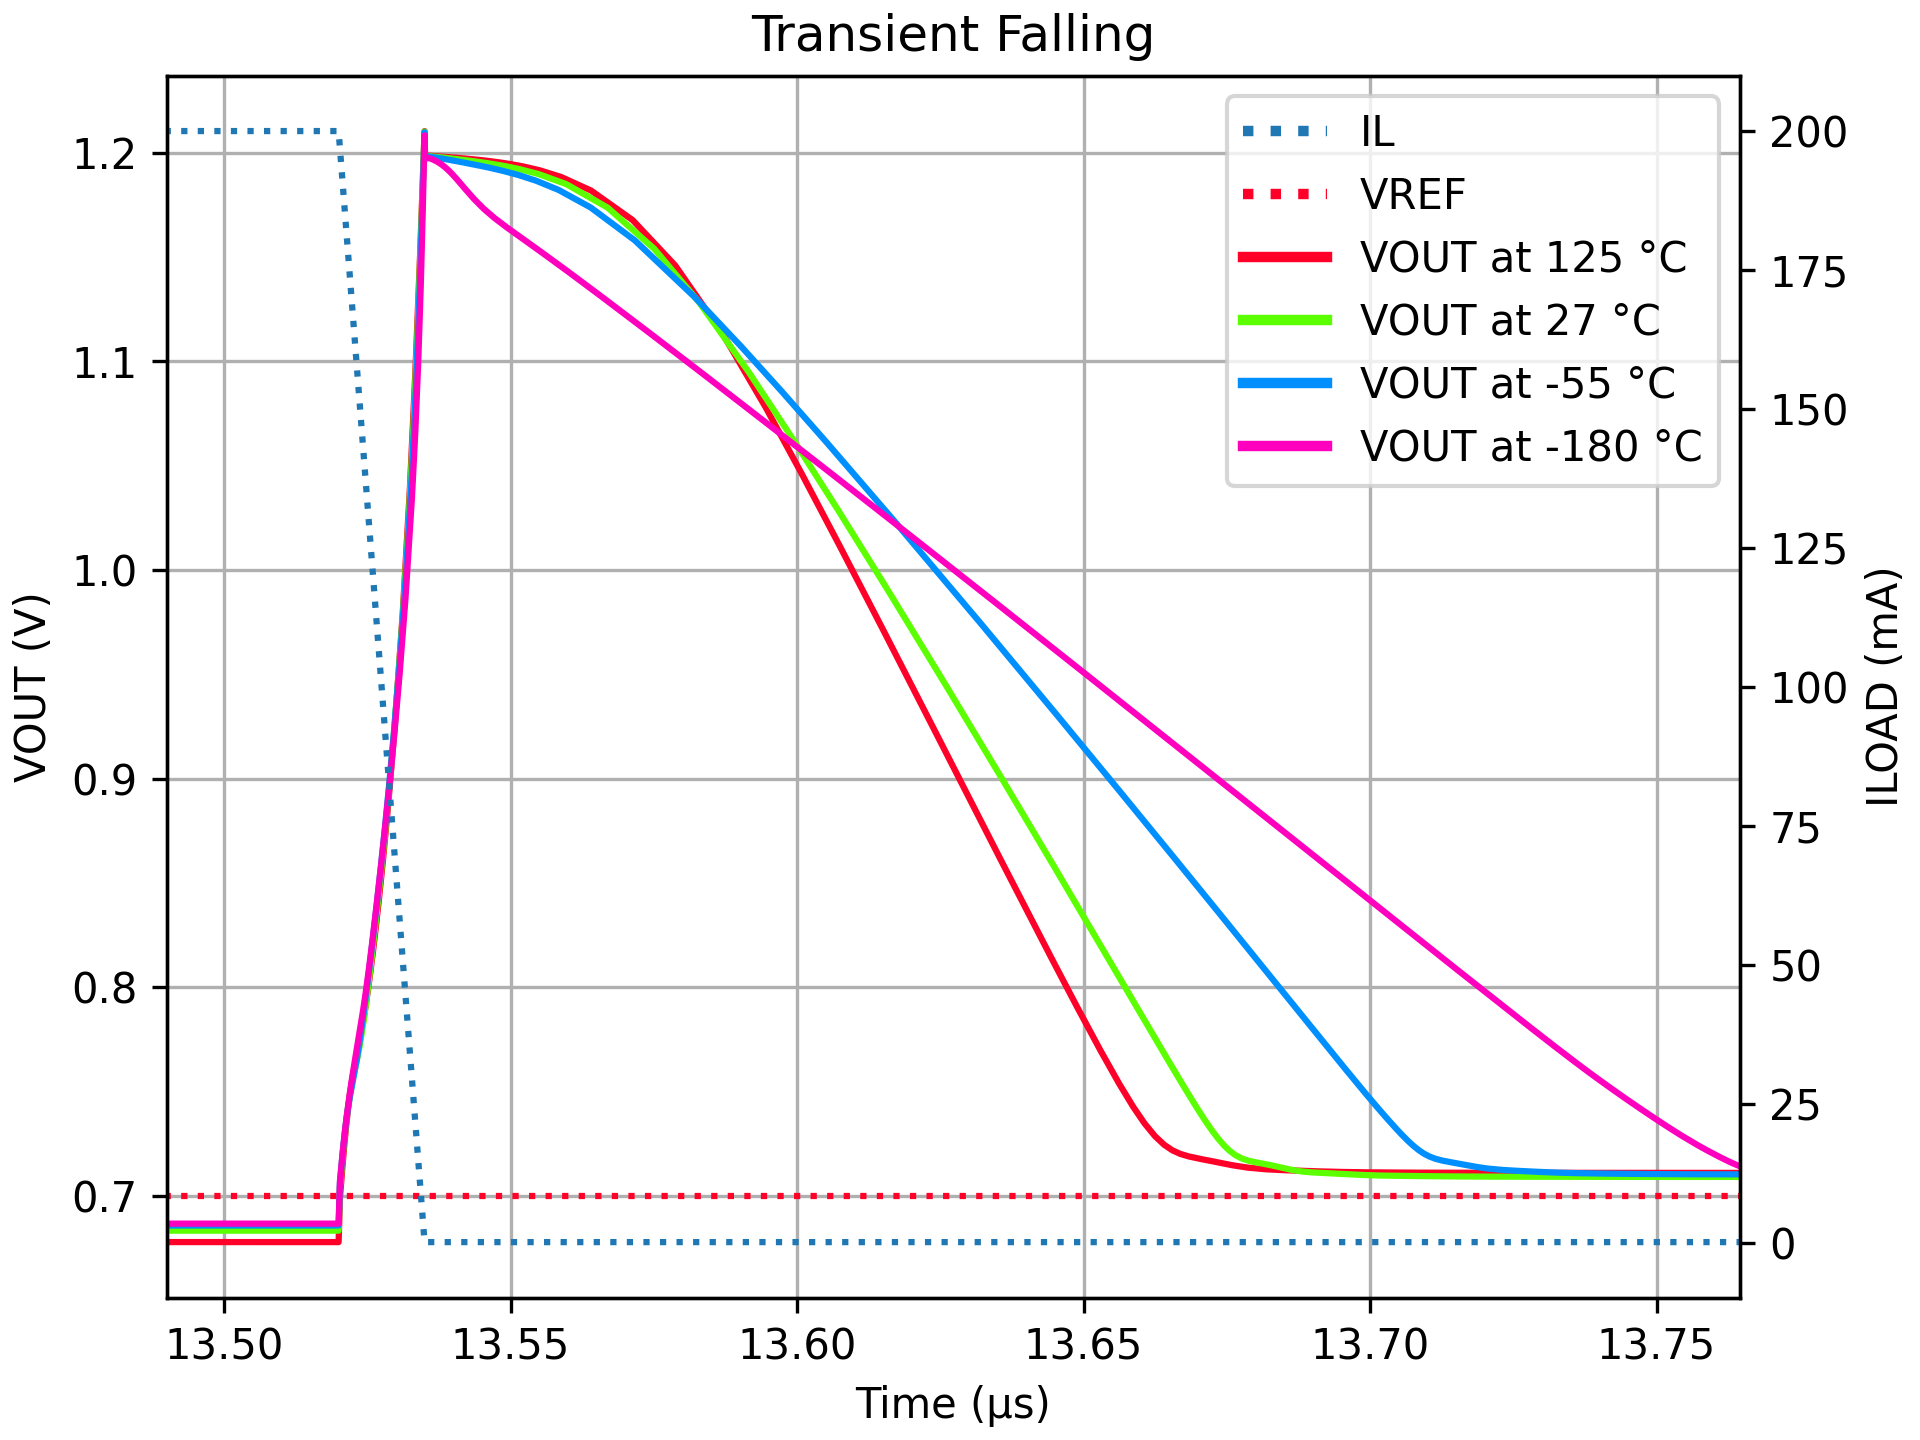 Transient Falling
1.2
1.1
1.0
0.9
0.8
0.7
VOUT (V)
IL
VREF
VOUT at 125 °C
VOUT at 27 °C
VOUT at -55 °C
VOUT at -180 °C
200
175
150
125
100
75
50
25
0
ILOAD (mA)
13.50 13.55 13.60 13.65 13.70 13.75
Time (μs)